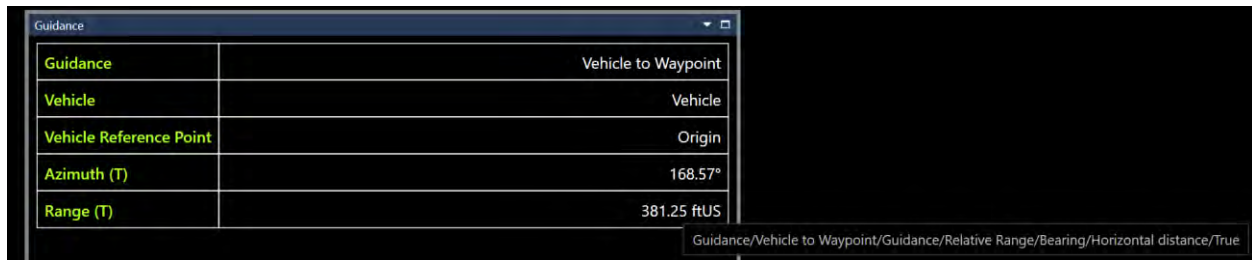 Guidance
Guidance Vehicle to Waypoint
Vehicle Vehicle
Vehicle Reference Point Origin
Azimuth (T) 168.57°
Range (T) 381.25 ftUS
Guidance/Vehicle to Waypoint/Guidance/Relative Range/Bearing/Horizontal distance/True